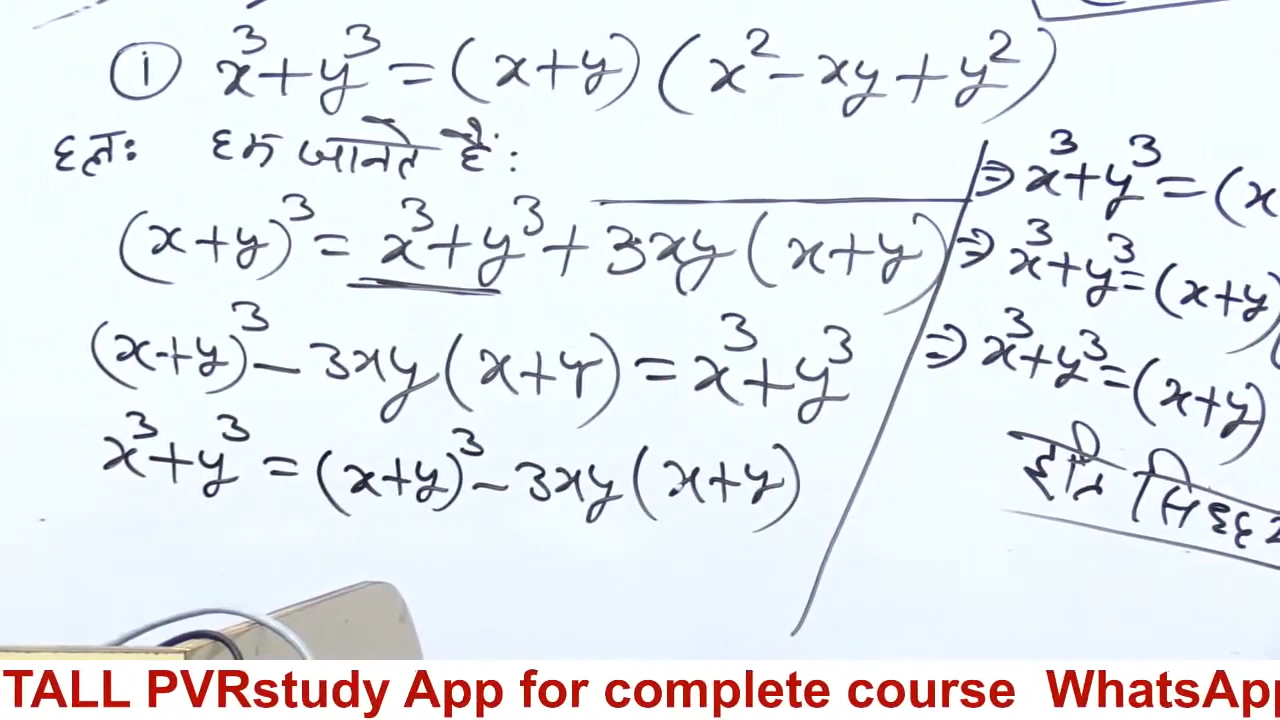 ① x³+y³ = (x+y) (x² - xy + y²)
हलः हम जानते हैं :
(x+y)³ = x³+y³+3xy(x+y)
(x+y)³ - 3xy(x+y) = x³+y³
x³+y³ = (x+y)³ - 3xy(x+y)
⇒ x³+y³ = (x
⇒ x³+y³ = (x+y)(
⇒ x³+y³ = (x+y)
इति सिद्ध
TALL PVRstudy App for complete course WhatsApp